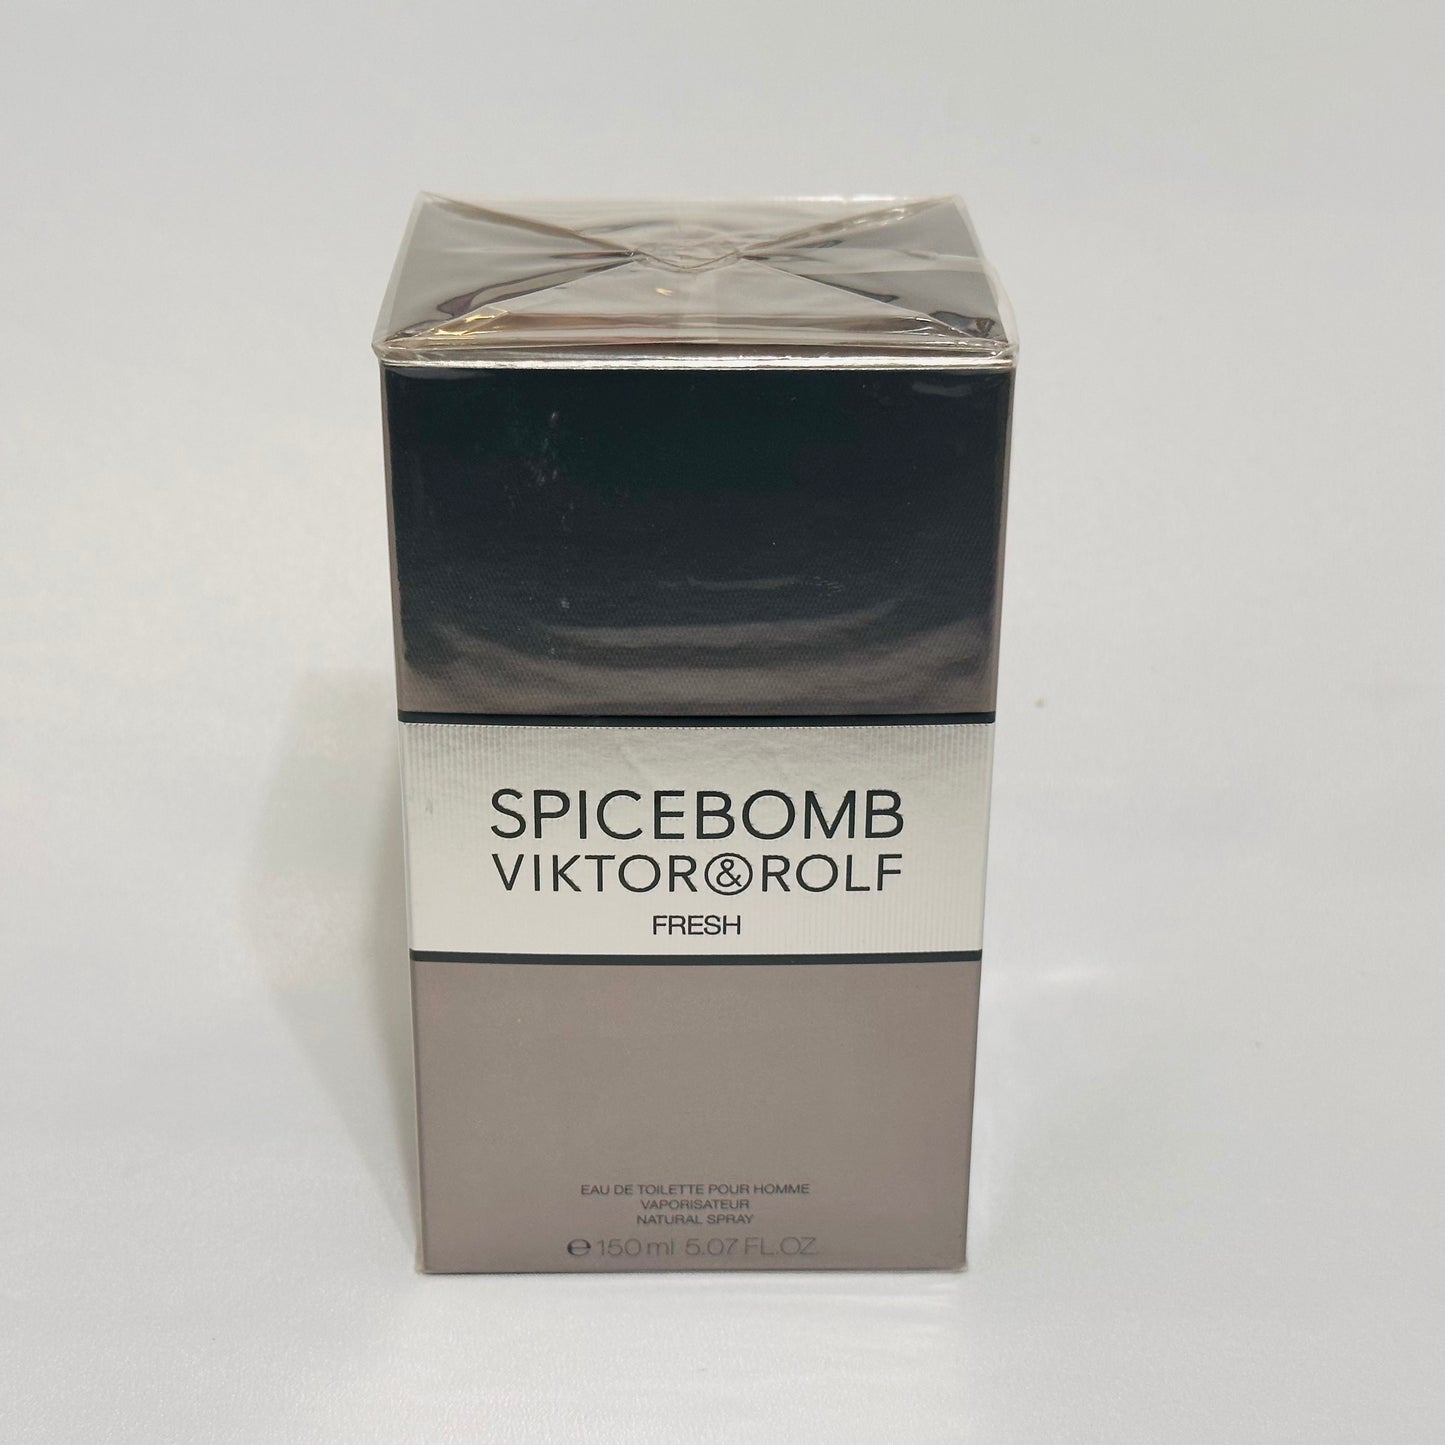 SPICEBOMB
VIKTOR&ROLF
FRESH
EAU DE TOILETTE POUR HOMME
VAPORISATEUR
NATURAL SPRAY
℮ 150 ml 5.07 FL.OZ